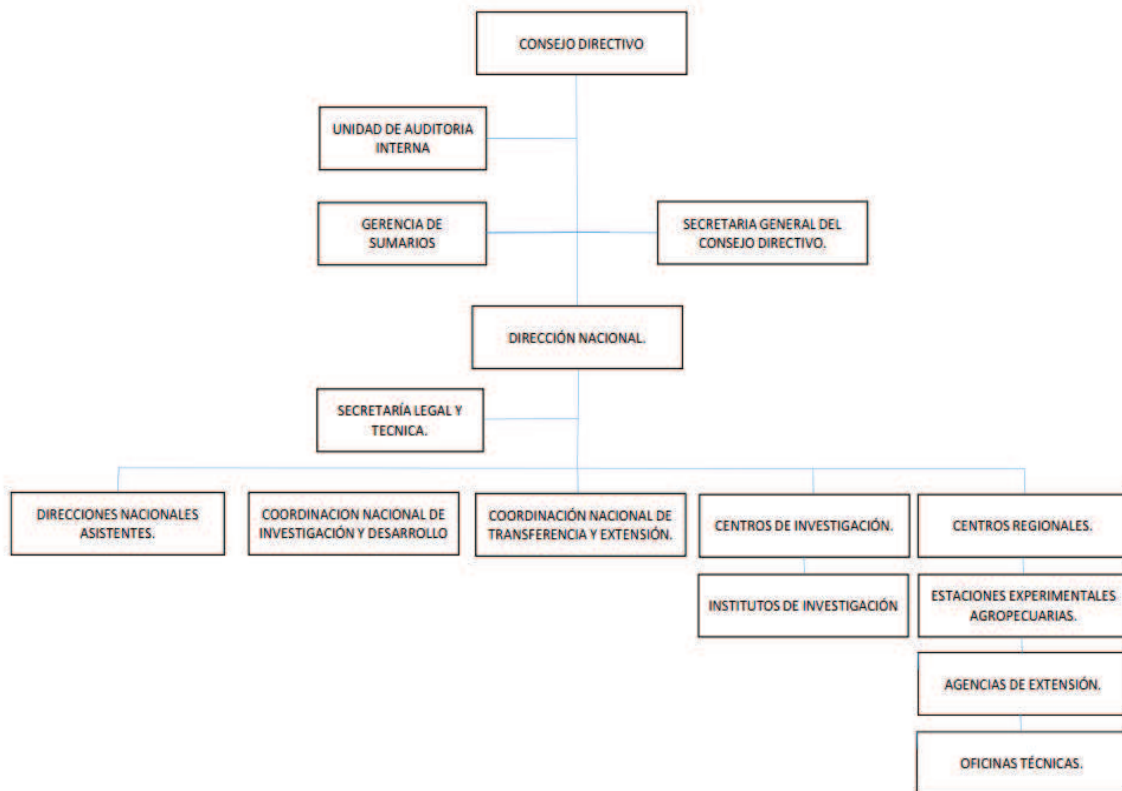 CONSEJO DIRECTIVO
UNIDAD DE AUDITORIA
INTERNA
GERENCIA DE
SUMARIOS
SECRETARIA GENERAL DEL
CONSEJO DIRECTIVO.
DIRECCIÓN NACIONAL.
SECRETARÍA LEGAL Y
TECNICA.
DIRECCIONES NACIONALES
ASISTENTES.
COORDINACION NACIONAL DE
INVESTIGACIÓN Y DESARROLLO
COORDINACIÓN NACIONAL DE
TRANSFERENCIA Y EXTENSIÓN.
CENTROS DE INVESTIGACIÓN.
CENTROS REGIONALES.
INSTITUTOS DE INVESTIGACIÓN
ESTACIONES EXPERIMENTALES
AGROPECUARIAS.
AGENCIAS DE EXTENSIÓN.
OFICINAS TÉCNICAS.